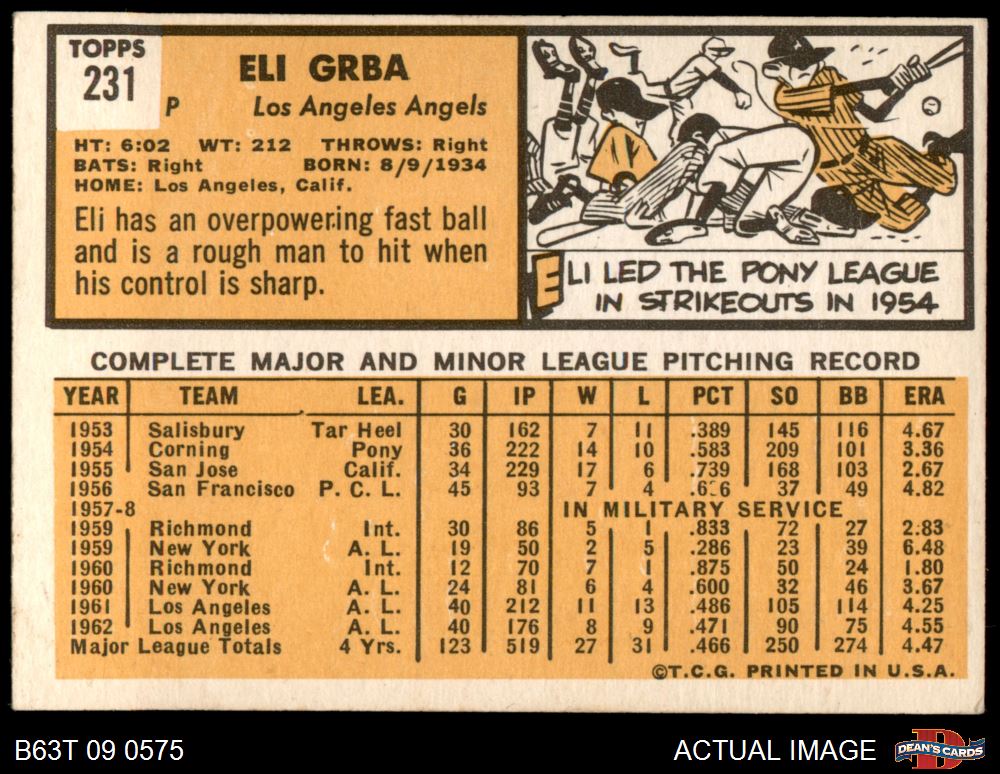 TOPPS
231
ELI GRBA
P Los Angeles Angels
HT: 6:02 WT: 212 THROWS: Right
BATS: Right BORN: 8/9/1934
HOME: Los Angeles, Calif.
Eli has an overpowering fast ball
and is a rough man to hit when
his control is sharp.
ELI LED THE PONY LEAGUE
IN STRIKEOUTS IN 1954
COMPLETE MAJOR AND MINOR LEAGUE PITCHING RECORD
YEAR TEAM LEA. G IP W L PCT SO BB ERA
1953 Salisbury Tar Heel 30 162 7 11 .389 145 116 4.67
1954 Corning Pony 36 222 14 10 .583 209 101 3.36
1955 San Jose Calif. 34 229 17 6 .739 168 103 2.67
1956 San Francisco P. C. L. 45 93 7 4 37 49 4.82
1957-8 IN MILITARY SERVICE
1959 Richmond Int. 30 86 5 1 .833 72 27 2.83
1959 New York A. L. 19 50 2 5 .286 23 39 6.48
1960 Richmond Int. 12 70 7 1 .875 50 24 1.80
1960 New York A. L. 24 81 6 4 .600 32 46 3.67
1961 Los Angeles A. L. 40 212 11 13 .486 105 114 4.25
1962 Los Angeles A. L. 40 176 8 9 .471 90 75 4.55
Major League Totals 4 Yrs. 123 519 27 31 .466 250 274 4.47
©T.C.G. PRINTED IN U.S.A.
B63T 09 0575 ACTUAL IMAGE DEAN'S CARDS